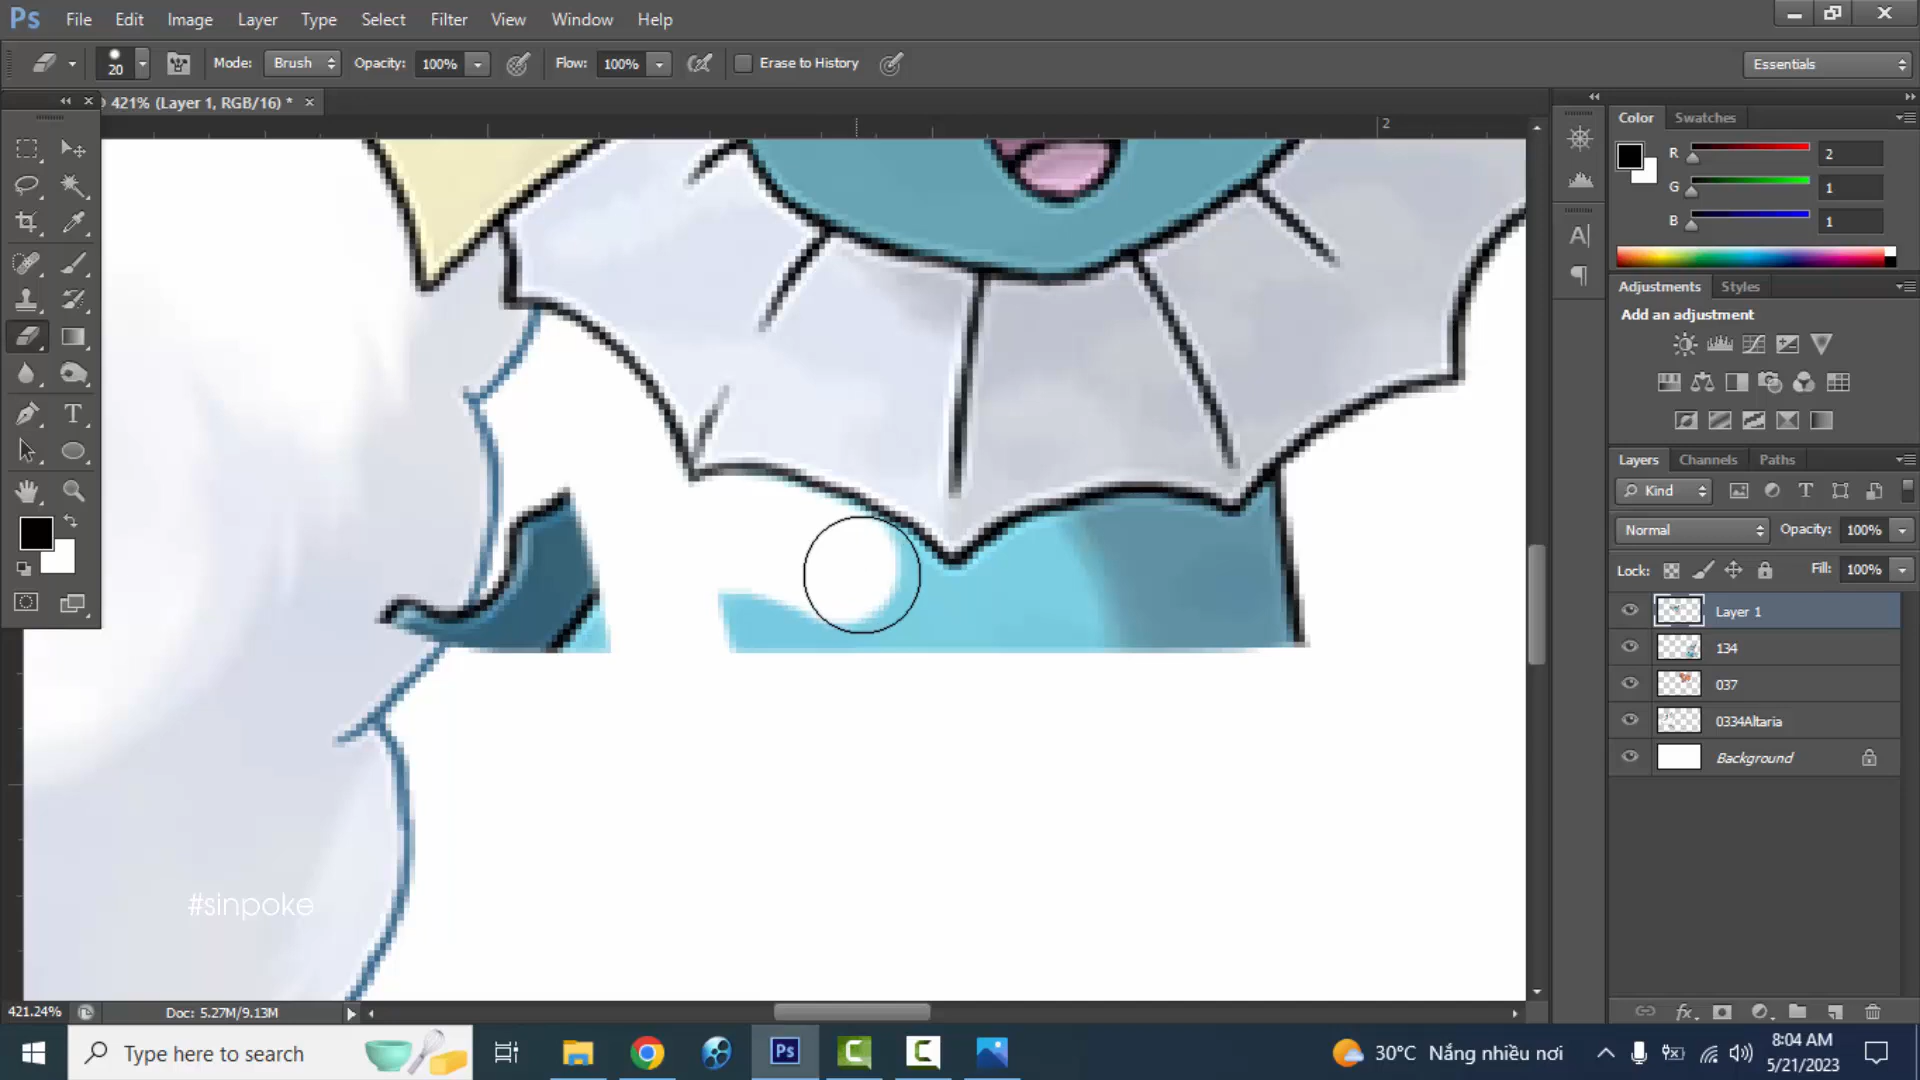 Ps File Edit Image Layer Type Select Filter View Window Help
20 Mode: Brush Opacity: 100% Flow: 100% Erase to History Essentials
421% (Layer 1, RGB/16) * ×
2
Color Swatches
R 2
G 1
B 1
Adjustments Styles
Add an adjustment
Layers Channels Paths
Kind
Normal Opacity: 100%
Lock: Fill: 100%
Layer 1
134
037
0334Altaria
Background
#sinpoke
421.24% Doc: 5.27M/9.13M
Type here to search
Ps
30°C Nắng nhiều nơi
8:04 AM
5/21/2023